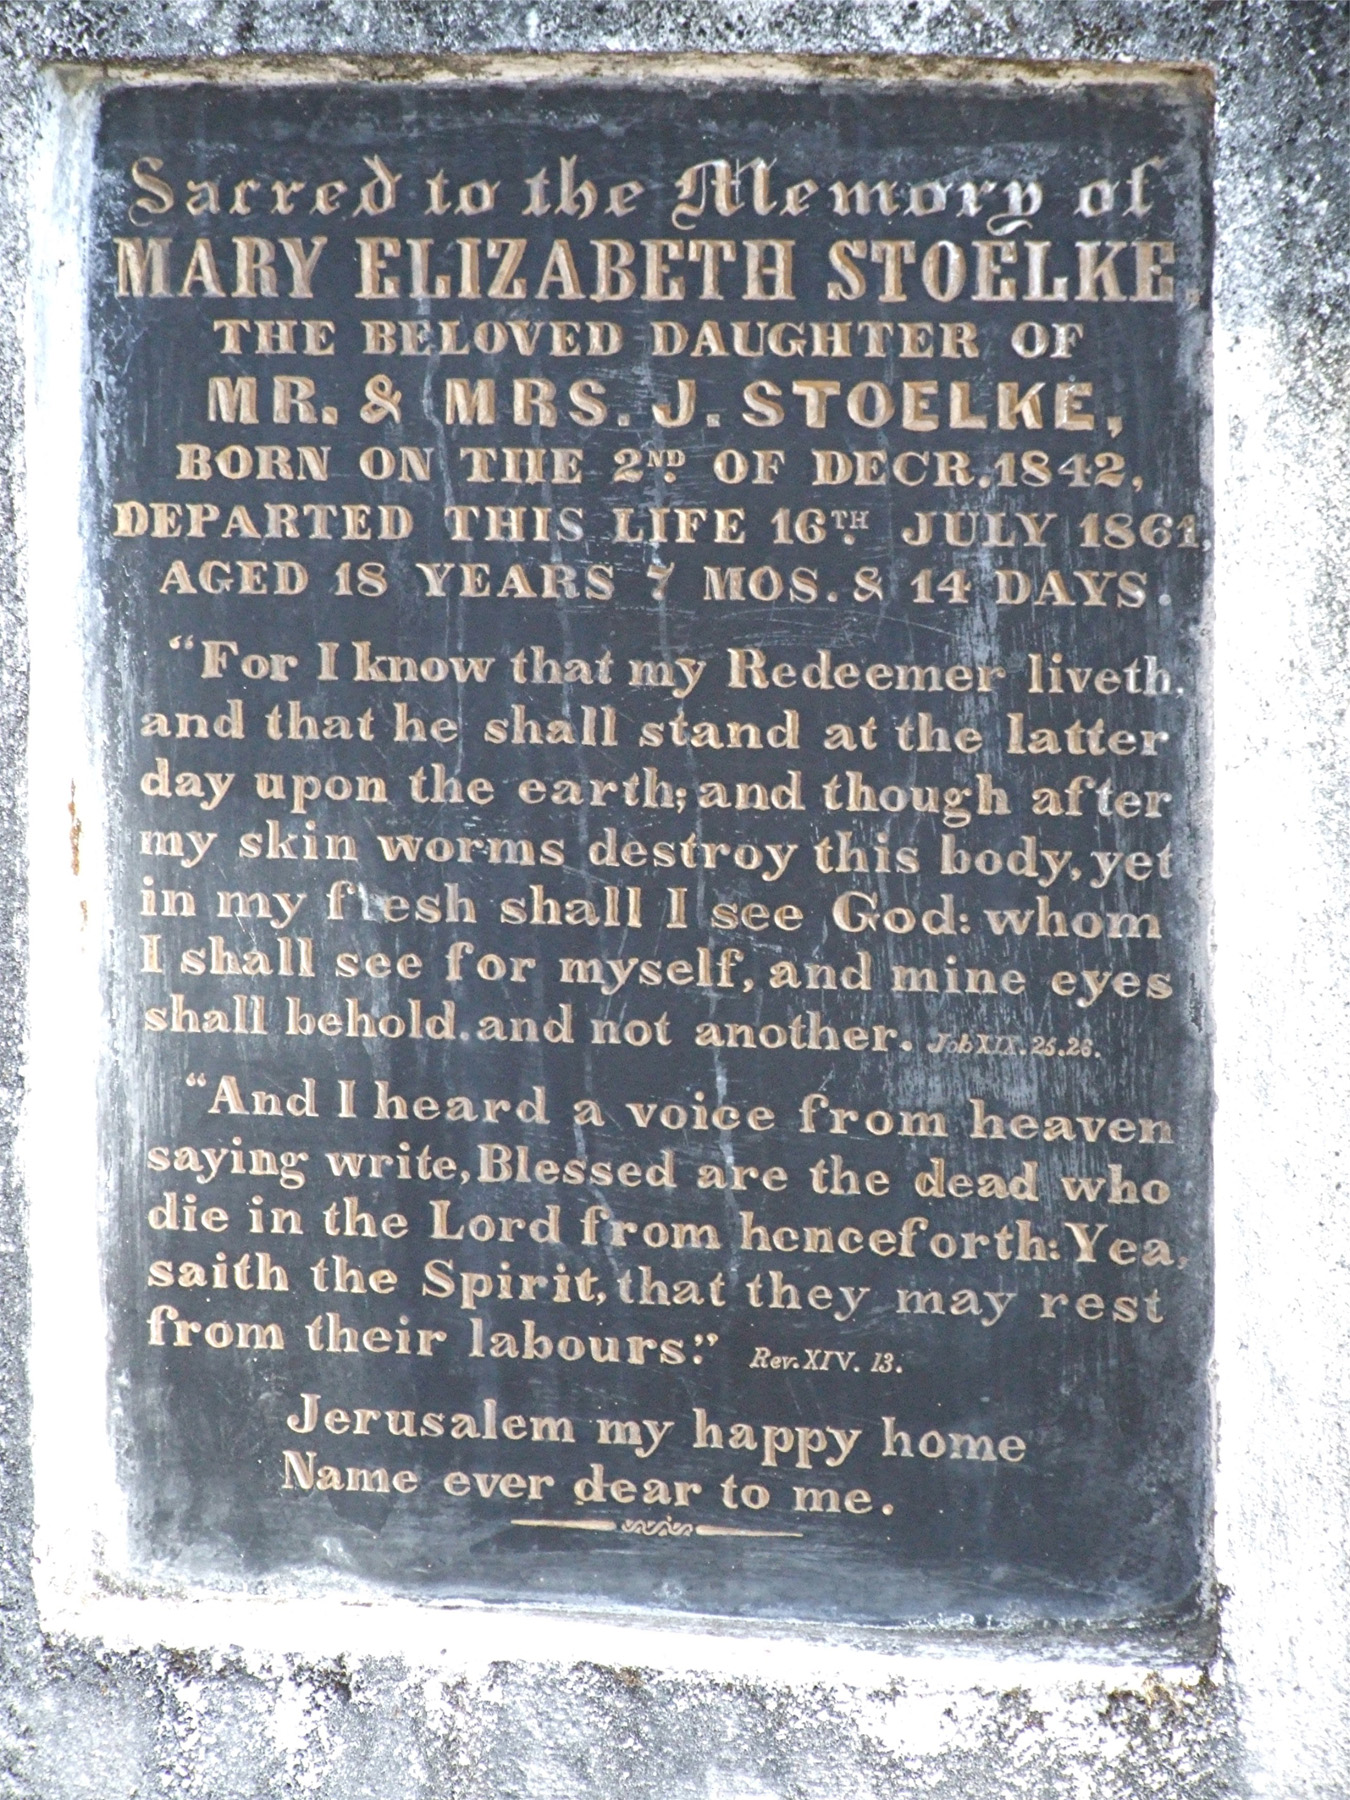 Sacred to the Memory of
MARY ELIZABETH STOELKE,
THE BELOVED DAUGHTER OF
MR. & MRS. J. STOELKE,
BORN ON THE 2ND. OF DECR. 1842,
DEPARTED THIS LIFE 16TH. JULY 1861,
AGED 18 YEARS 7 MOS. & 14 DAYS.
"For I know that my Redeemer liveth,
and that he shall stand at the latter
day upon the earth; and though after
my skin worms destroy this body, yet
in my flesh shall I see God: whom
I shall see for myself, and mine eyes
shall behold, and not another. Job XIX. 25.26.
"And I heard a voice from heaven
saying write, Blessed are the dead who
die in the Lord from henceforth: Yea,
saith the Spirit, that they may rest
from their labours:" Rev. XIV. 13.
Jerusalem my happy home
Name ever dear to me.